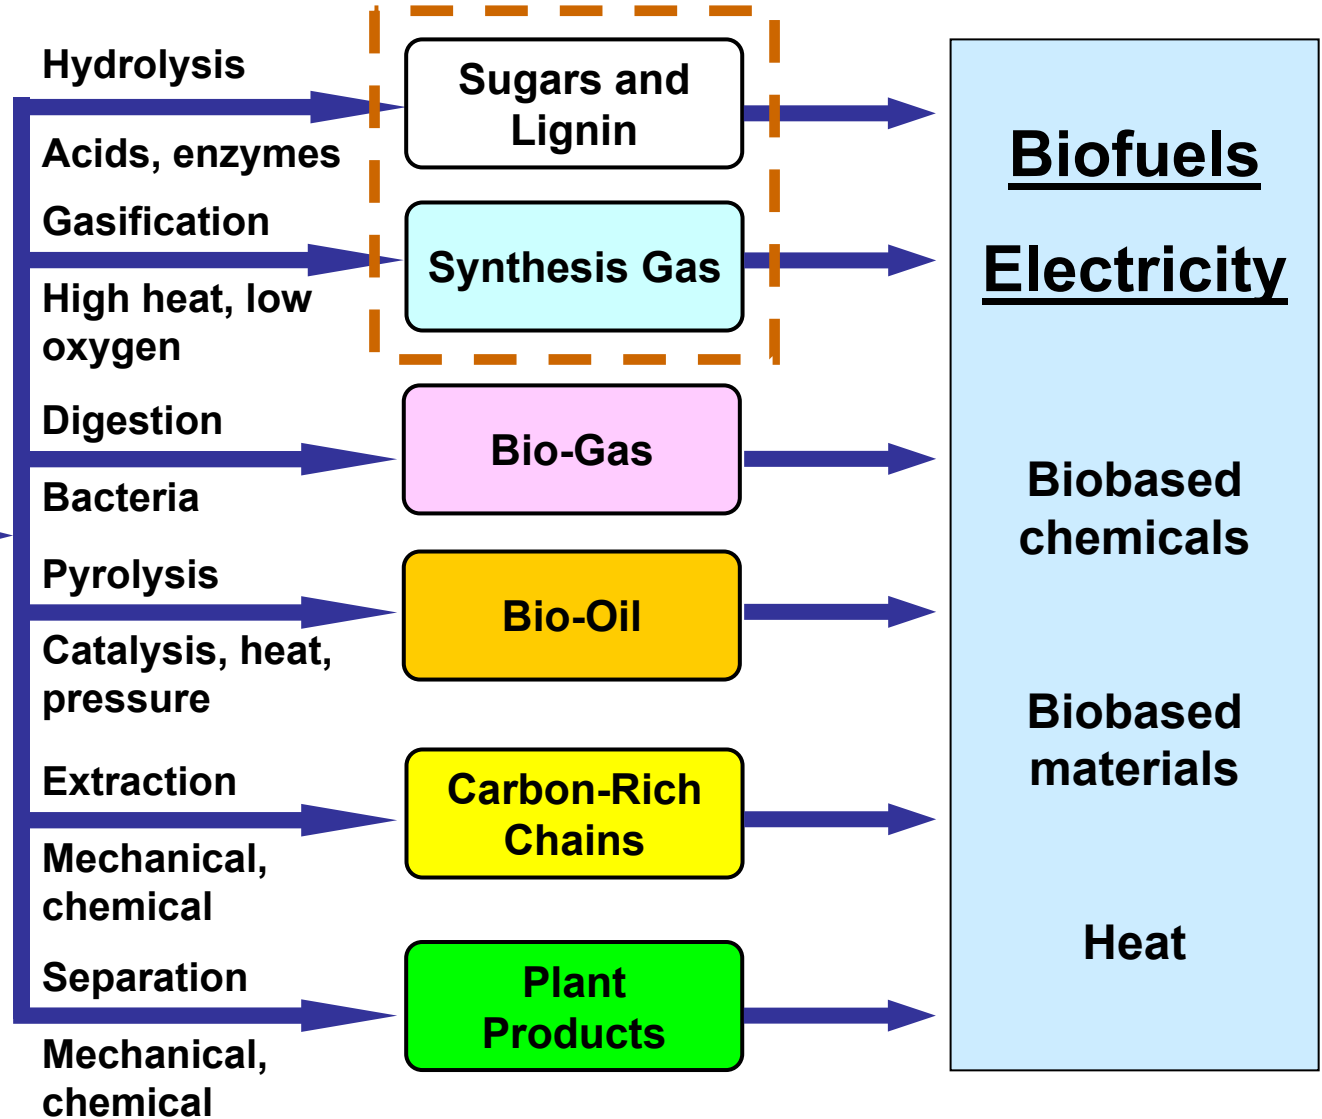 Hydrolysis
Acids, enzymes
Sugars and
Lignin
Gasification
High heat, low
oxygen
Synthesis Gas
Digestion
Bacteria
Bio-Gas
Pyrolysis
Catalysis, heat,
pressure
Bio-Oil
Extraction
Mechanical,
chemical
Carbon-Rich
Chains
Separation
Mechanical,
chemical
Plant
Products
Biofuels
Electricity
Biobased
chemicals
Biobased
materials
Heat